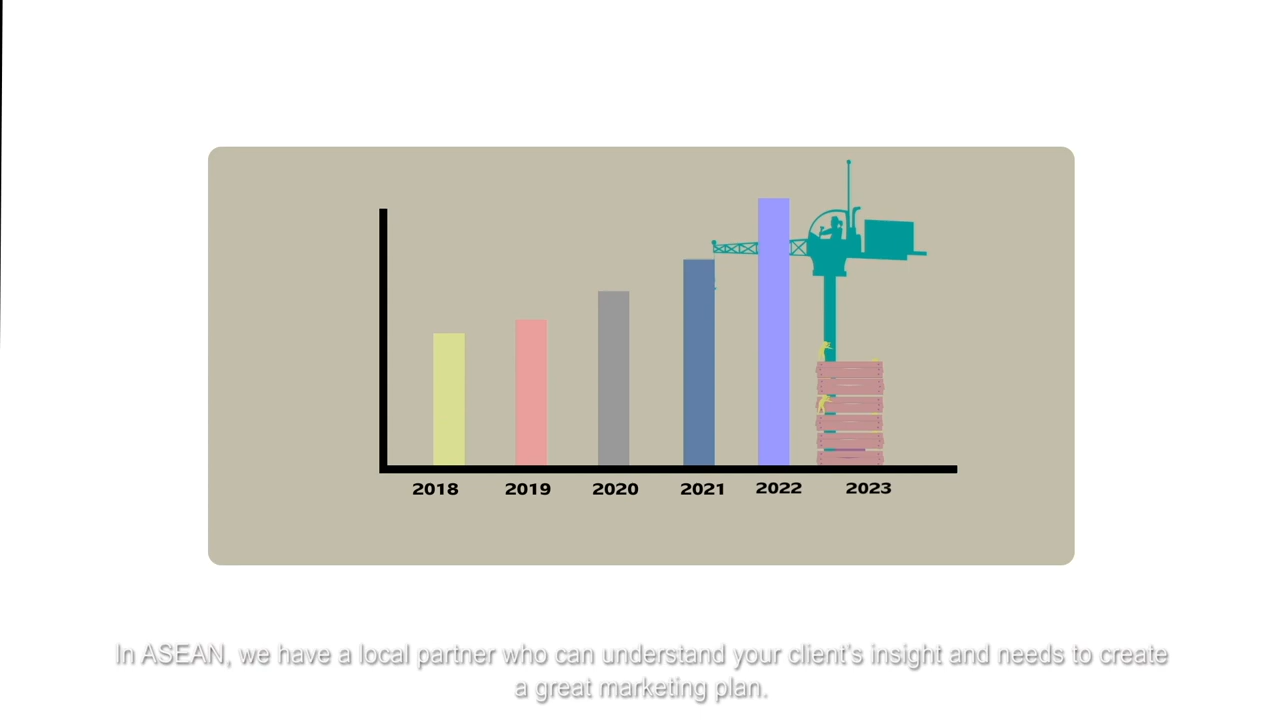 2018 2019 2020 2021 2022 2023
In ASEAN, we have a local partner who can understand your client's insight and needs to create
a great marketing plan.